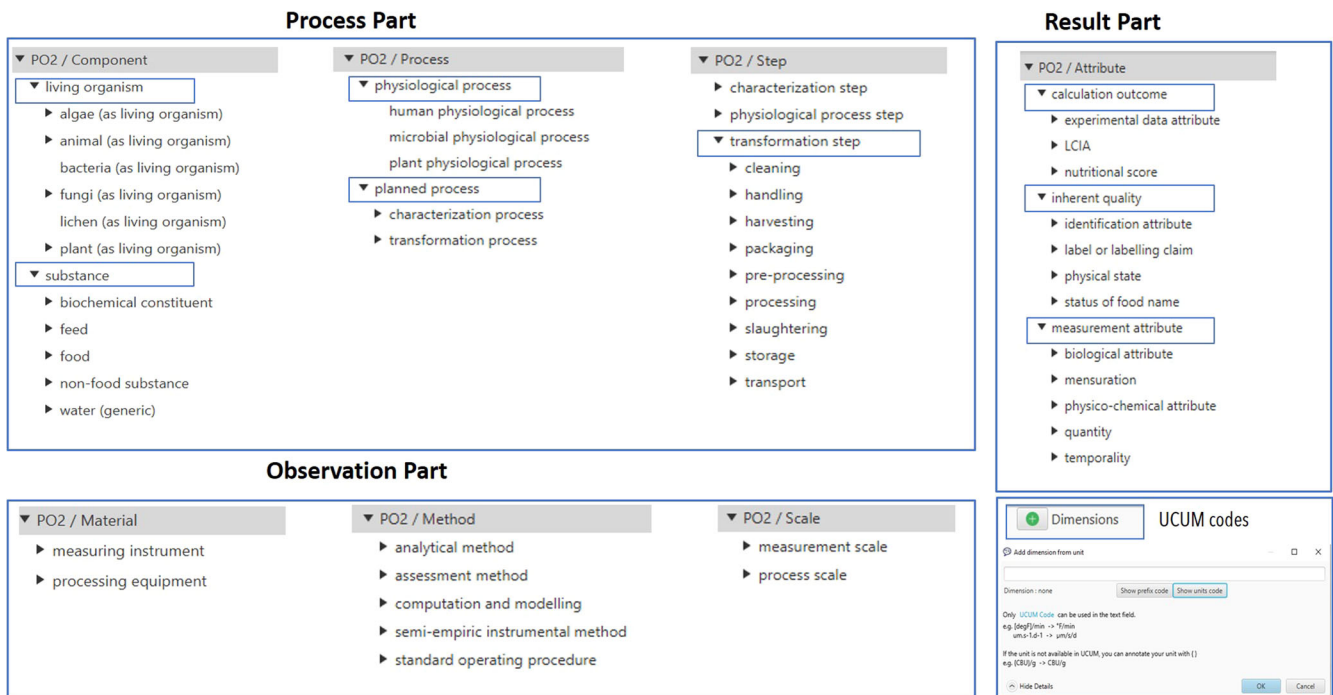 Process Part
PO2 / Component
living organism
algae (as living organism)
animal (as living organism)
bacteria (as living organism)
fungi (as living organism)
lichen (as living organism)
plant (as living organism)
substance
biochemical constituent
feed
food
non-food substance
water (generic)
PO2 / Process
physiological process
human physiological process
microbial physiological process
plant physiological process
planned process
characterization process
transformation process
PO2 / Step
characterization step
physiological process step
transformation step
cleaning
handling
harvesting
packaging
pre-processing
processing
slaughtering
storage
transport
Result Part
PO2 / Attribute
calculation outcome
experimental data attribute
LCIA
nutritional score
inherent quality
identification attribute
label or labelling claim
physical state
status of food name
measurement attribute
biological attribute
mensuration
physico-chemical attribute
quantity
temporality
Observation Part
PO2 / Material
measuring instrument
processing equipment
PO2 / Method
analytical method
assessment method
computation and modelling
semi-empiric instrumental method
standard operating procedure
PO2 / Scale
measurement scale
process scale
Dimensions UCUM codes
Add dimension from unit
Dimension : none Show prefix code Show units code
Only UCUM Code can be used in the text field.
e.g. [degF]/min -> °F/min
um.s-1.d-1 -> µm/s/d
If the unit is not available in UCUM, you can annotate your unit with { }
e.g. {CBU}/g -> CBU/g
Hide Details OK Cancel